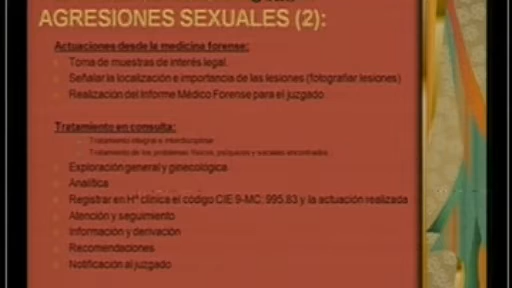 AGRESIONES SEXUALES (2):
Actuaciones desde la medicina forense:
Toma de muestras de interés legal.
Señalar la localización e importancia de las lesiones (fotografiar lesiones)
Realización del Informe Médico Forense para el juzgado
Tratamiento en consulta:
Tratamiento integral e interdisciplinar
Tratamiento de los problemas físicos, psíquicos y sociales encontrados.
Exploración general y ginecológica
Analítica
Registrar en Hª clínica el código CIE 9-MC: 995.83 y la actuación realizada
Atención y seguimiento
Información y derivación
Recomendaciones
Notificación al juzgado